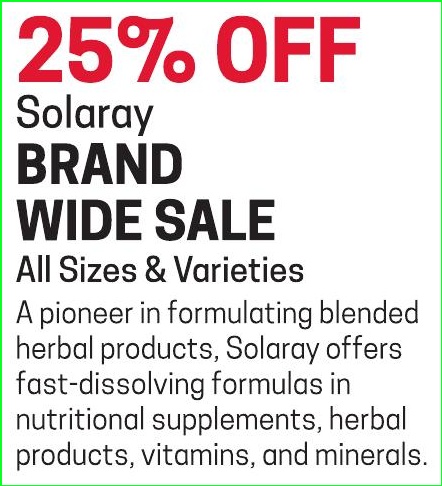 25% OFF
Solaray
BRAND
WIDE SALE
All Sizes & Varieties
A pioneer in formulating blended
herbal products, Solaray offers
fast-dissolving formulas in
nutritional supplements, herbal
products, vitamins, and minerals.